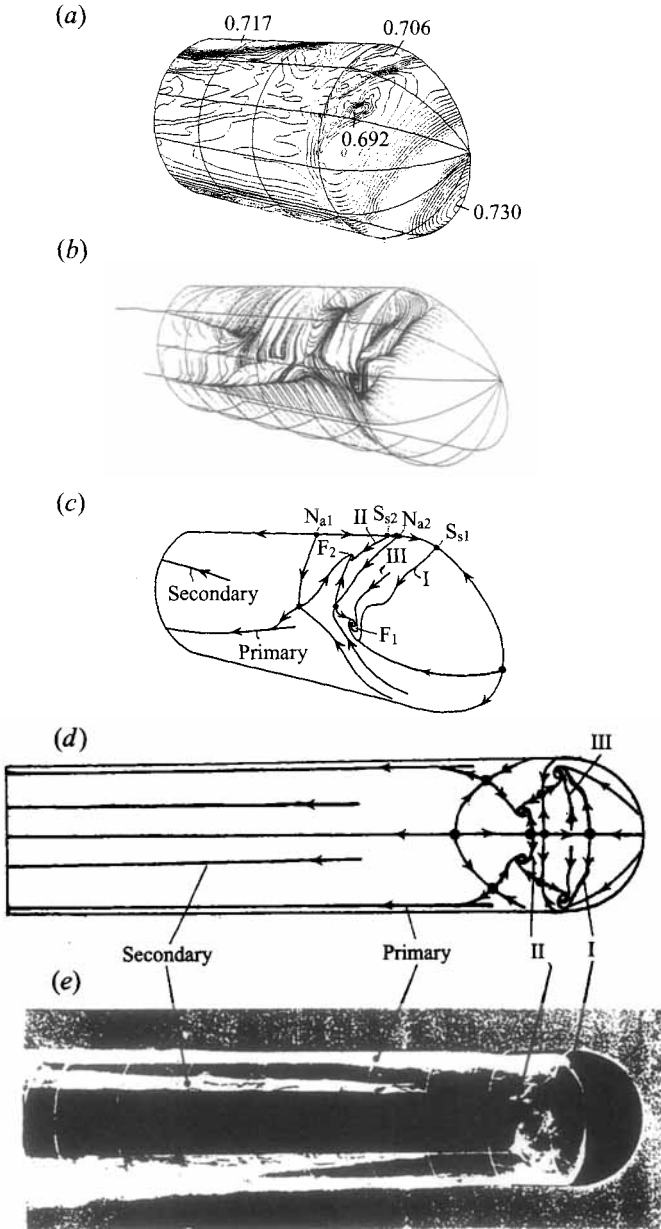 (a)
0.717
0.706
0.692
0.730
(b)
(c)
Na1
II
Ss2
Na2
Ss1
F2
III
I
Secondary
F1
Primary
(d)
III
Secondary
Primary
II
I
(e)